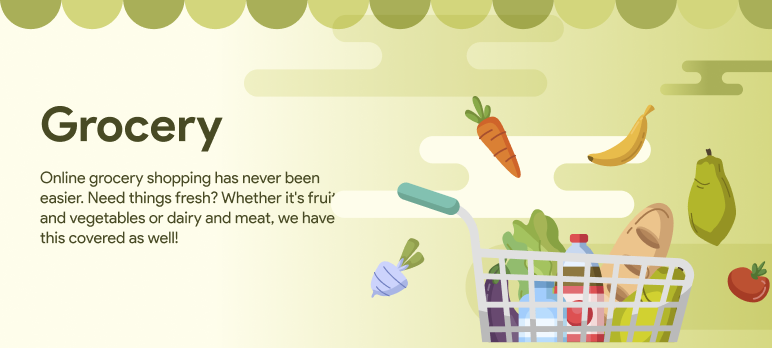 Grocery
Online grocery shopping has never been
easier. Need things fresh? Whether it's frui
and vegetables or dairy and meat, we have
this covered as well!